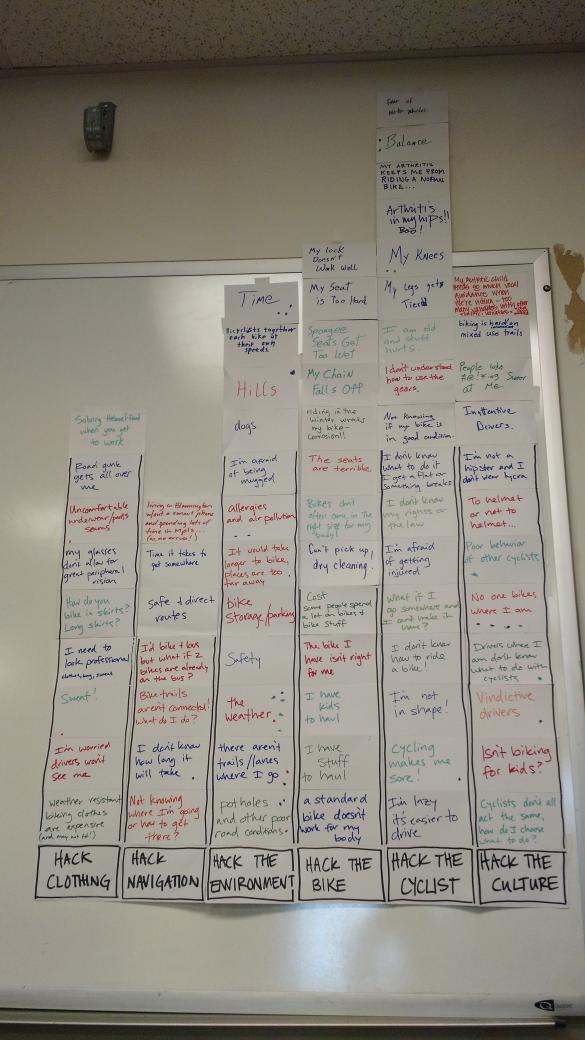 Fear of
motor vehicles
Balance
MY ARTHRITIS
KEEPS ME FROM
RIDING A NORMAL
BIKE...
Arthritis
in my hips!!
Boo!
My Knees
My legs get
Tired
I am old
and stuff
hurts.
I don't understand
how to use the
gears.
Not Knowing
if my bike is
in good condition.
I don't know
what to do if
I get a flat or
something breaks
I don't know
my rights or
the law
I'm afraid
of getting
injured
What if I
go somewhere and
I can't make it
home?
I don't know
how to ride
a bike!
I'm not
in shape!
Cycling
makes me
sore!
I'm lazy
it's easier to
drive
HACK THE
CYCLIST
My lock
Doesn't
Work Well
My Seat
is Too Hard
Spongee
Seats Get
Too Wet
My Chain
Falls Off
Riding in the
winter wrecks
my bike-
Corrosion!!
The seats
are terrible.
Bikes don't
often come in the
right size for my
body!
Can't pick up
dry cleaning.
Cost
some people spend
a lot on bikes &
bike stuff
The bike I
have isn't right
for me
I have
kids
to haul
I have
Stuff
to haul
a standard
bike doesn't
work for my
body
HACK THE
BIKE
Time
Bicyclists together
each bike at
their own
speeds.
Hills
dogs
I'm afraid
of being
mugged
Allergies
and air pollution
It would take
longer to bike,
places are too
far away
bike
storage/parking
Safety
the
weather
there aren't
trails/lanes
where I go
potholes
and other poor
road conditions.
HACK THE
ENVIRONMENT
living in Bloomington
w/out a smart phone
and spending lots of
time in Mpls...
Time it takes to
get somewhere
Safe & direct
routes
I'd bike + bus
but what if 2
bikes are already
on the bus?
Bike trails
aren't connected!
What do I do?
I don't know
how long it
will take
Not knowing
where I'm going
or how to get
there?
HACK
NAVIGATION
Helmet Head
when you get
to work
Road gunk
gets all over
me
Uncomfortable
underwear/pants
seams
my glasses
don't allow for
great peripheral
vision
How do you
bike in skirts?
Long skirts?
I need to
look professional
Sweat!
I'm worried
drivers won't
see me
weather resistant
biking clothes
are expensive
(and may not fit!)
HACK
CLOTHING
My Autistic child
needs so much vocal
guidance when
we're
biking is hard on
mixed use trails
People who
Swear
at Me
Inattentive
Drivers.
I'm not a
hipster and I
don't wear lycra
To helmet
or not to
helmet...
Poor behavior
of other cyclists
No one bikes
where I am
Drivers where I
am don't know
what to do with
cyclists
Vindictive
drivers
Isn't biking
for kids?
Cyclists don't all
act the same,
how do I choose
what to do?
HACK THE
CULTURE